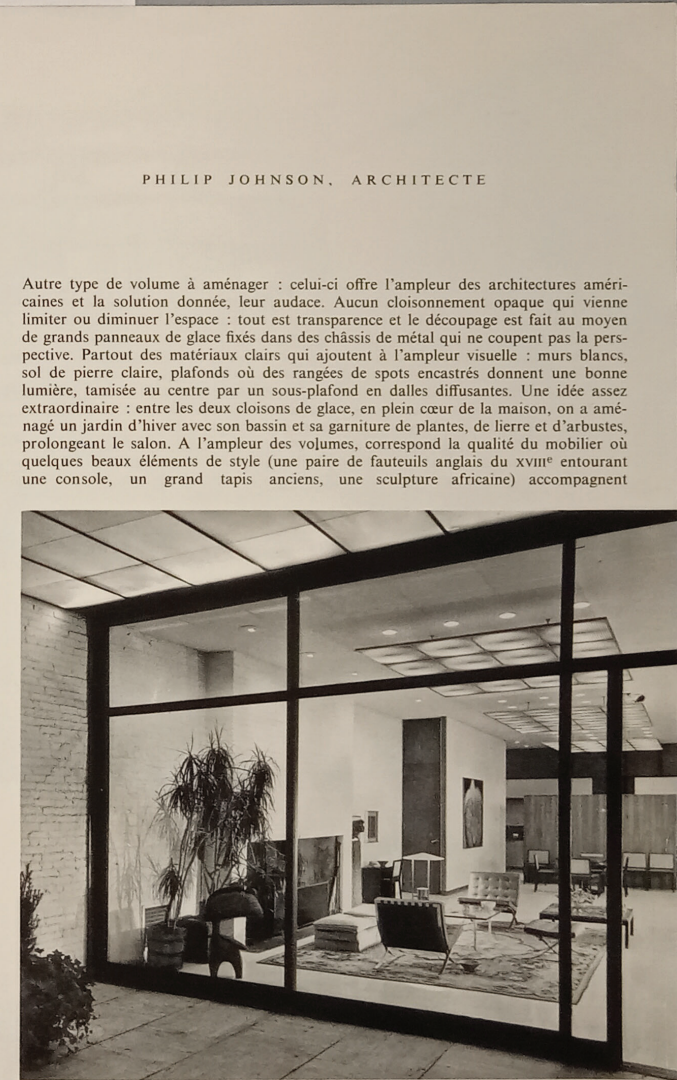 PHILIP JOHNSON, ARCHITECTE
Autre type de volume à aménager : celui-ci offre l'ampleur des architectures améri-
caines et la solution donnée, leur audace. Aucun cloisonnement opaque qui vienne
limiter ou diminuer l'espace : tout est transparence et le découpage est fait au moyen
de grands panneaux de glace fixés dans des châssis de métal qui ne coupent pas la pers-
pective. Partout des matériaux clairs qui ajoutent à l'ampleur visuelle : murs blancs,
sol de pierre claire, plafonds où des rangées de spots encastrés donnent une bonne
lumière, tamisée au centre par un sous-plafond en dalles diffusantes. Une idée assez
extraordinaire : entre les deux cloisons de glace, en plein cœur de la maison, on a amé-
nagé un jardin d'hiver avec son bassin et sa garniture de plantes, de lierre et d'arbustes,
prolongeant le salon. A l'ampleur des volumes, correspond la qualité du mobilier où
quelques beaux éléments de style (une paire de fauteuils anglais du XVIIIe entourant
une console, un grand tapis anciens, une sculpture africaine) accompagnent